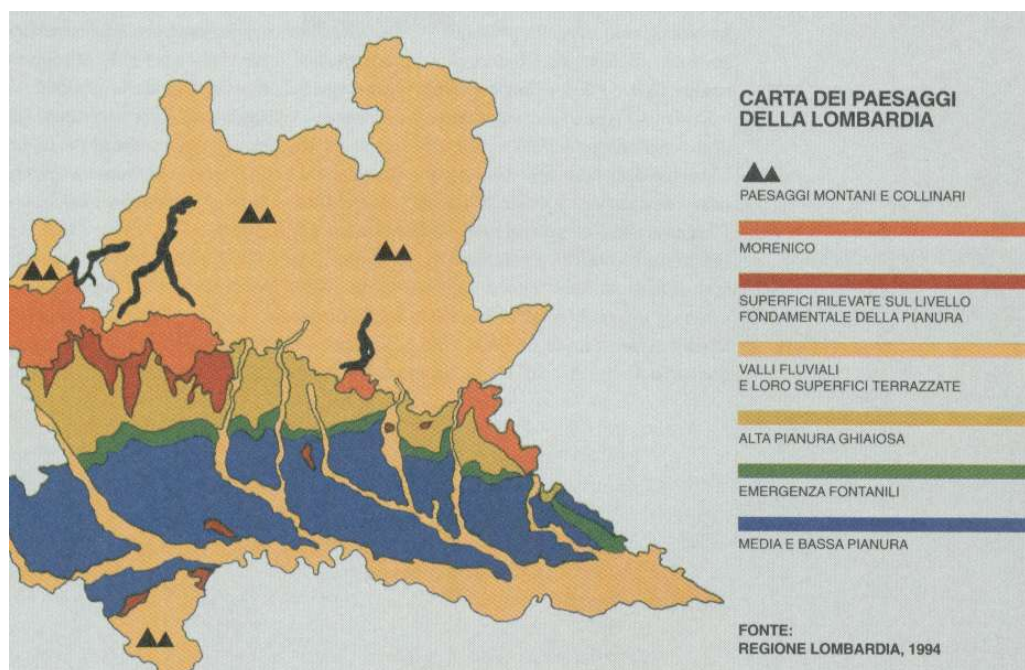 CARTA DEI PAESAGGI
DELLA LOMBARDIA
PAESAGGI MONTANI E COLLINARI
MORENICO
SUPERFICI RILEVATE SUL LIVELLO
FONDAMENTALE DELLA PIANURA
VALLI FLUVIALI
E LORO SUPERFICI TERRAZZATE
ALTA PIANURA GHIAIOSA
EMERGENZA FONTANILI
MEDIA E BASSA PIANURA
FONTE:
REGIONE LOMBARDIA, 1994